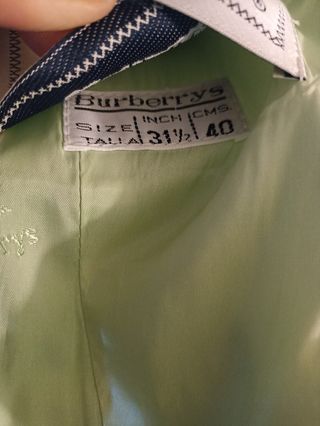 Burberrys
SIZE INCH CMS.
TALLA 31½ 40